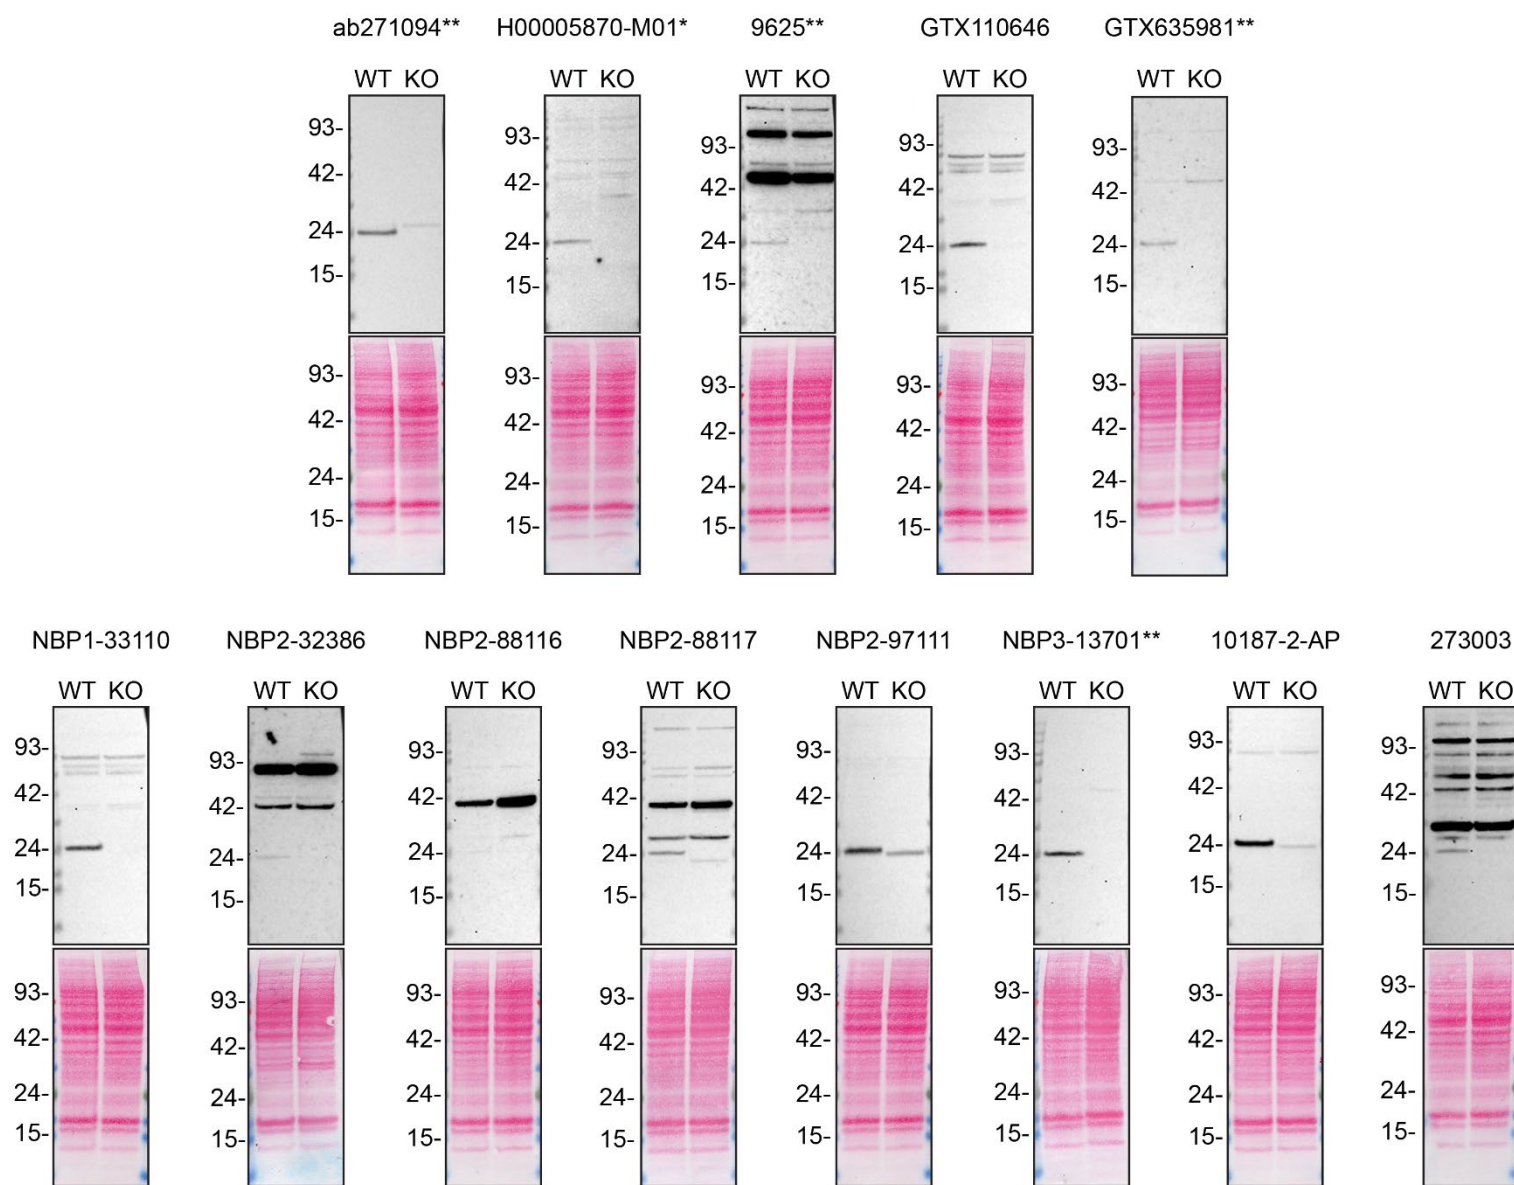 ab271094** H00005870-M01* 9625** GTX110646 GTX635981**
WT KO WT KO WT KO WT KO WT KO
93- 93- 93- 93- 93-
42- 42- 42- 42- 42-
24- 24- 24- 24- 24-
15- 15- 15- 15- 15-
93- 93- 93- 93- 93-
42- 42- 42- 42- 42-
24- 24- 24- 24- 24-
15- 15- 15- 15- 15-
NBP1-33110 NBP2-32386 NBP2-88116 NBP2-88117 NBP2-97111 NBP3-13701** 10187-2-AP 273003
WT KO WT KO WT KO WT KO WT KO WT KO WT KO WT KO
93- 93- 93- 93- 93- 93- 93- 93-
42- 42- 42- 42- 42- 42- 42- 42-
24- 24- 24- 24- 24- 24- 24- 24-
15- 15- 15- 15- 15- 15- 15- 15-
93- 93- 93- 93- 93- 93- 93- 93-
42- 42- 42- 42- 42- 42- 42- 42-
24- 24- 24- 24- 24- 24- 24- 24-
15- 15- 15- 15- 15- 15- 15- 15-